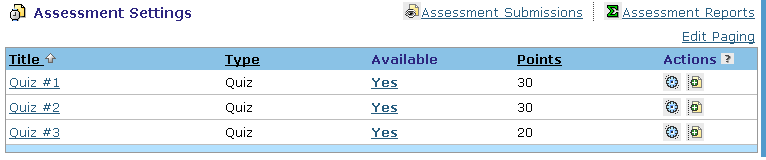 Assessment Settings Assessment Submissions Assessment Reports
Edit Paging
Title Type Available Points Actions ?
Quiz #1 Quiz Yes 30
Quiz #2 Quiz Yes 30
Quiz #3 Quiz Yes 20